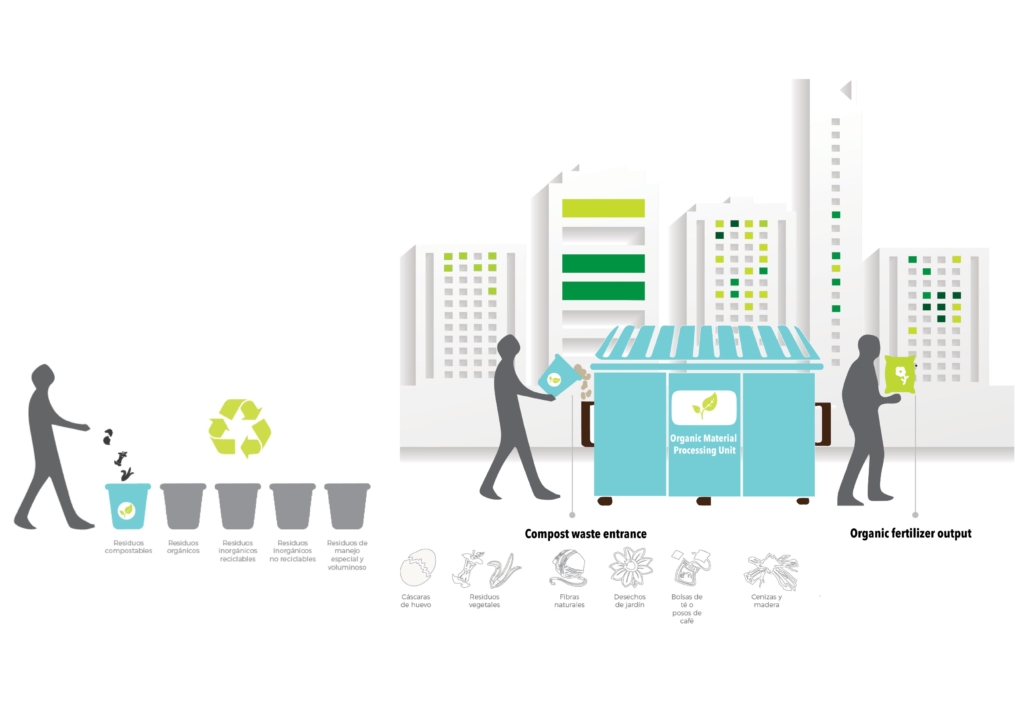 Organic Material
Processing Unit
Compost waste entrance
Organic fertilizer output
Residuos
compostables
Residuos
orgánicos
Residuos
inorgánicos
reciclables
Residuos
inorgánicos
no reciclables
Residuos de
manejo
especial y
voluminoso
Cáscaras
de huevo
Residuos
vegetales
Fibras
naturales
Desechos
de jardín
Bolsas de
té o
posos de
café
Cenizas y
madera